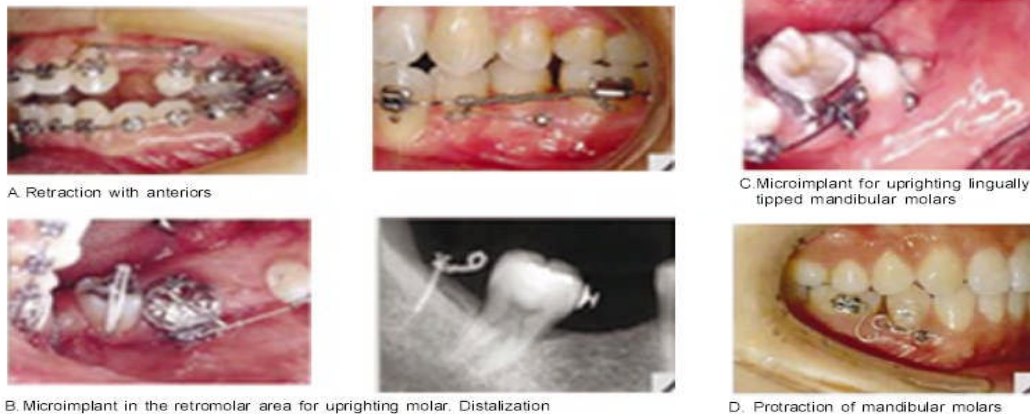 A. Retraction with anteriors
C.Microimplant for uprighting lingually
tipped mandibular molars
B. Microimplant in the retromolar area for uprighting molar. Distalization
D. Protraction of mandibular molars